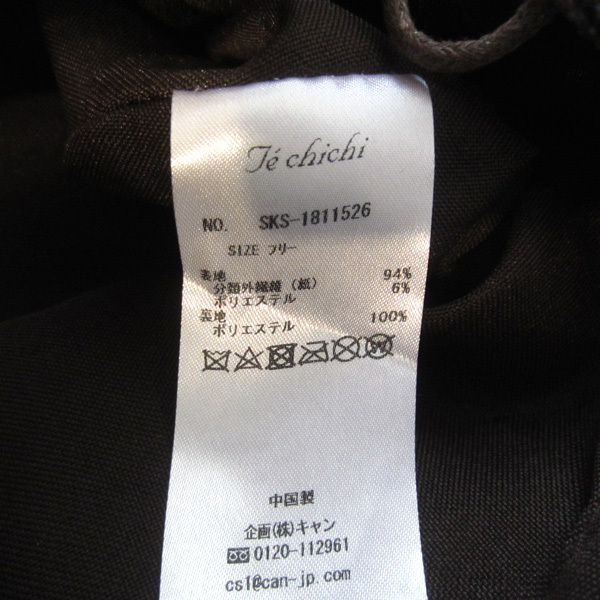 Té chichi
NO. SKS-1811526
SIZE フリー
表地
分類外繊維（紙） 94%
ポリエステル 6%
裏地
ポリエステル 100%
W
中国製
企画(株)キャン
0120-112961
cs1@can-jp.com